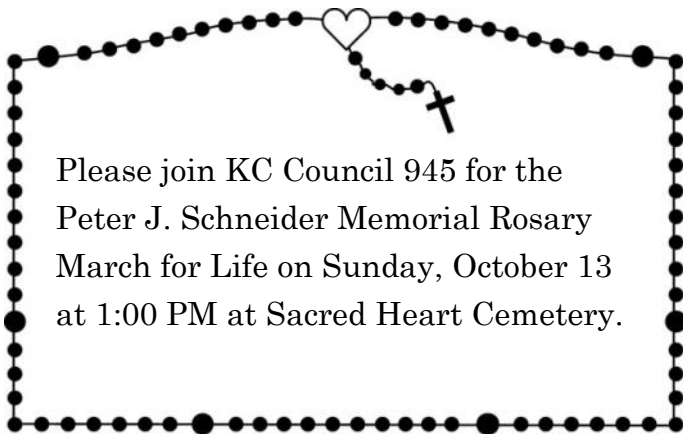 Please join KC Council 945 for the
Peter J. Schneider Memorial Rosary
March for Life on Sunday, October 13
at 1:00 PM at Sacred Heart Cemetery.